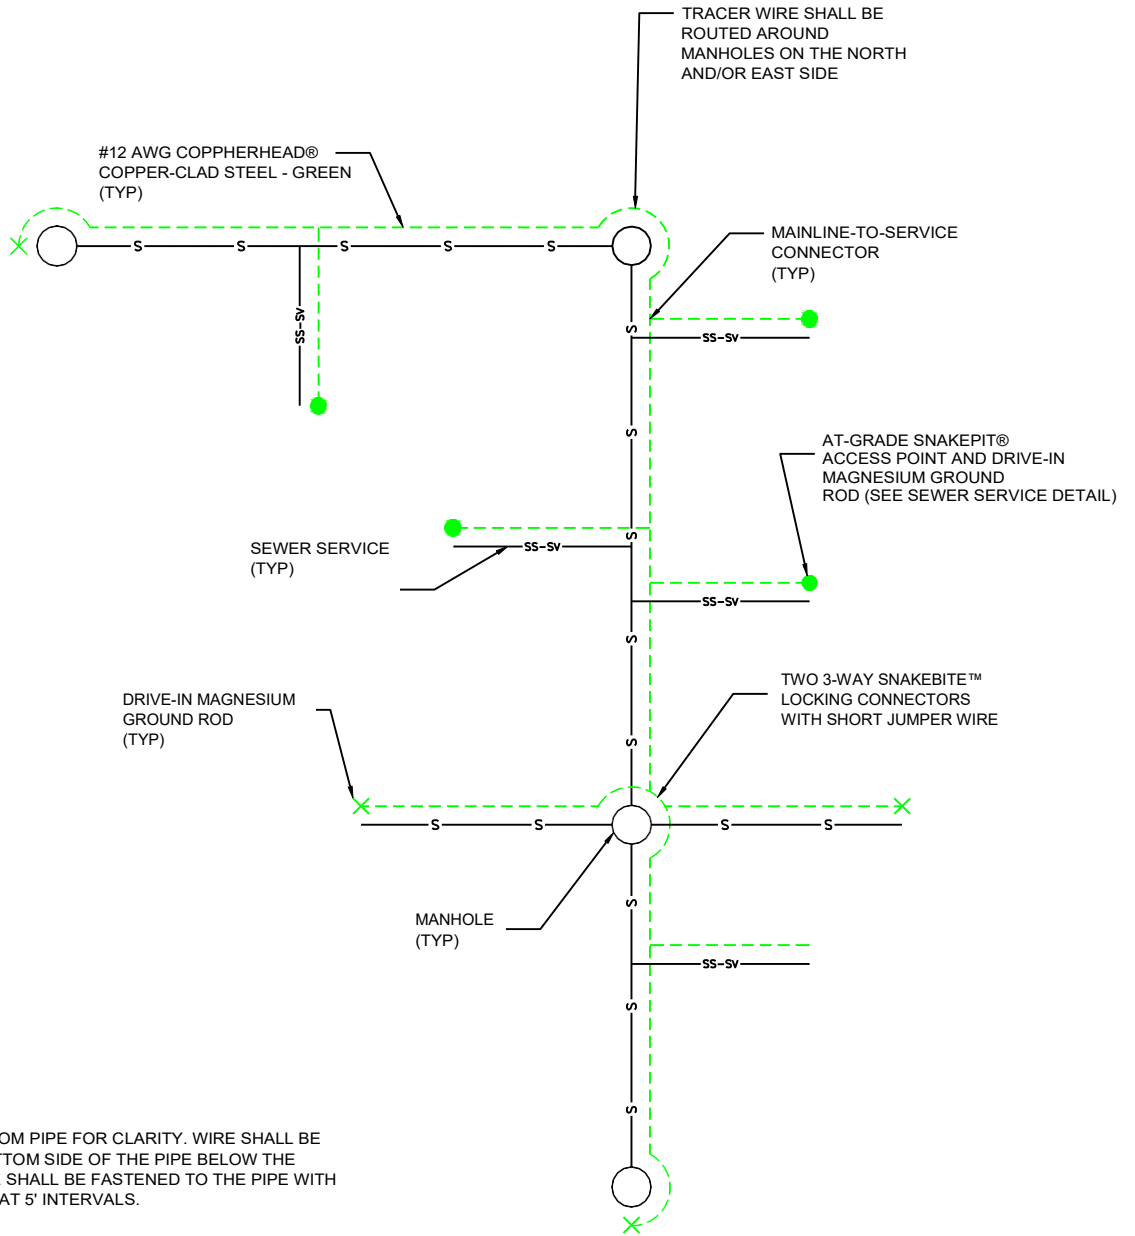 TRACER WIRE SHALL BE
ROUTED AROUND
MANHOLES ON THE NORTH
AND/OR EAST SIDE
#12 AWG COPPHERHEAD®
COPPER-CLAD STEEL - GREEN
(TYP)
S S S S S
MAINLINE-TO-SERVICE
CONNECTOR
(TYP)
SS-SV
S
SS-SV
S
AT-GRADE SNAKEPIT®
ACCESS POINT AND DRIVE-IN
MAGNESIUM GROUND
ROD (SEE SEWER SERVICE DETAIL)
S
SEWER SERVICE
(TYP)
SS-SV
SS-SV
S
TWO 3-WAY SNAKEBITE™
LOCKING CONNECTORS
WITH SHORT JUMPER WIRE
DRIVE-IN MAGNESIUM
GROUND ROD
(TYP)
S
S S S S
S
MANHOLE
(TYP)
SS-SV
S
S
OM PIPE FOR CLARITY. WIRE SHALL BE
TTOM SIDE OF THE PIPE BELOW THE
SHALL BE FASTENED TO THE PIPE WITH
AT 5' INTERVALS.